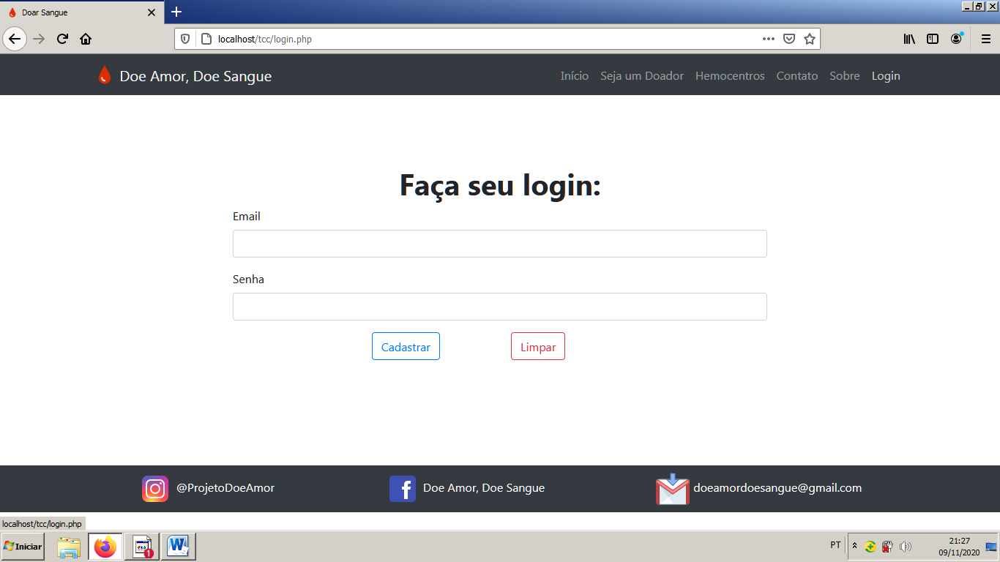 Doar Sangue
localhost/tcc/login.php
Doe Amor, Doe Sangue
Início Seja um Doador Hemocentros Contato Sobre Login
Faça seu login:
Email
Senha
Cadastrar Limpar
@ProjetoDoeAmor Doe Amor, Doe Sangue doeamordoesangue@gmail.com
localhost/tcc/login.php
Iniciar
1
W
PT
21:27
09/11/2020